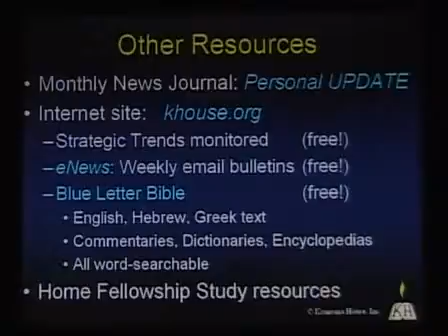 Other Resources
• Monthly News Journal: Personal UPDATE
• Internet site: khouse.org
–Strategic Trends monitored (free!)
–eNews: Weekly email bulletins (free!)
–Blue Letter Bible (free!)
• English, Hebrew, Greek text
• Commentaries, Dictionaries, Encyclopedias
• All word-searchable
• Home Fellowship Study resources
© Koinonia House, Inc.
KH